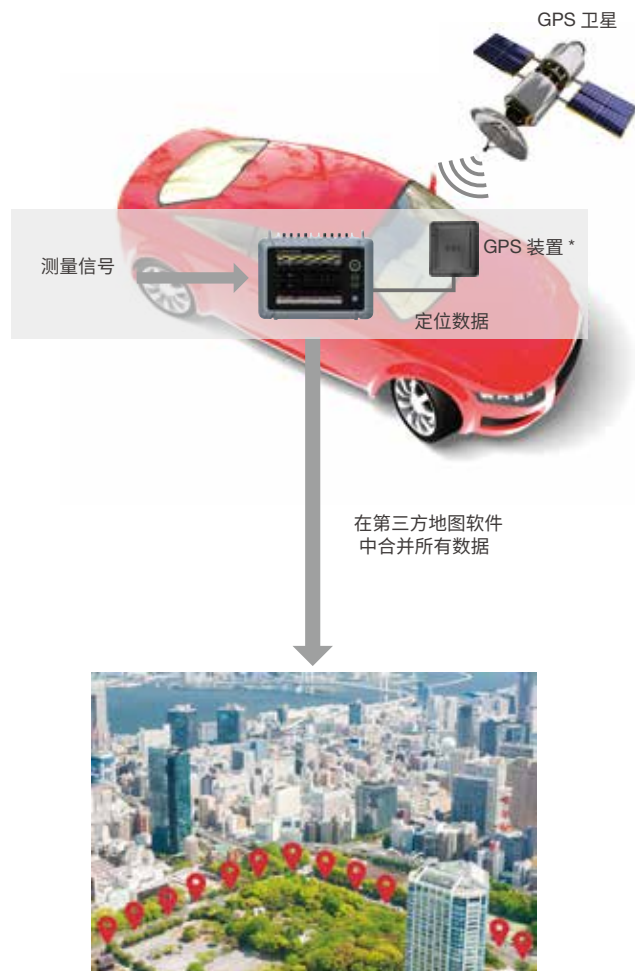 GPS 卫星
GPS 装置 *
测量信号
定位数据
在第三方地图软件
中合并所有数据